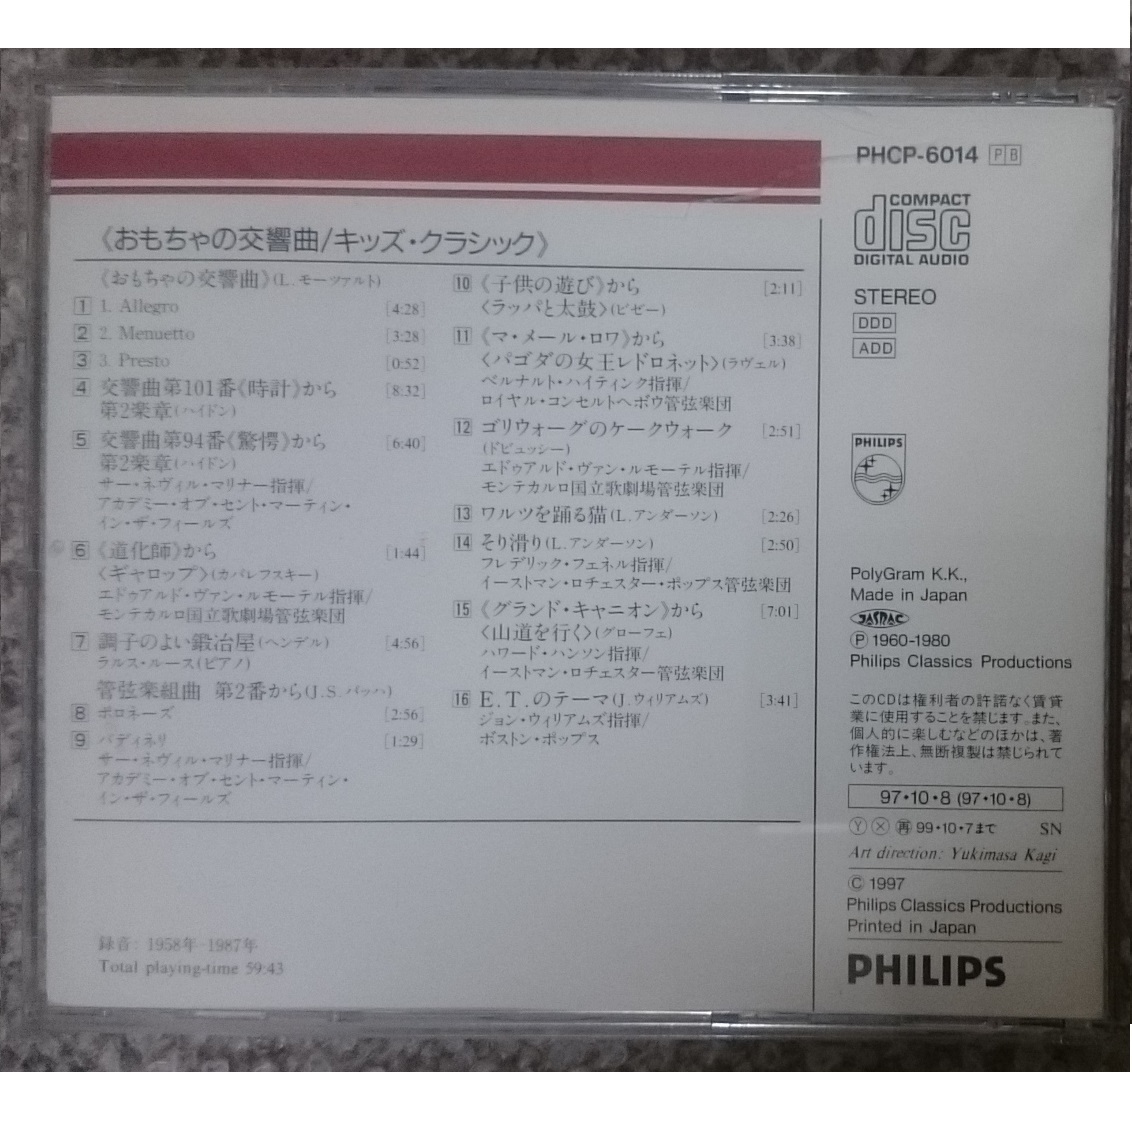 《おもちゃの交響曲/キッズ・クラシック》
《おもちゃの交響曲》(L.モーツァルト)
1 1. Allegro [4:28]
2 2. Menuetto [3:28]
3 3. Presto [0:52]
4 交響曲第101番《時計》から [8:32]
第2楽章(ハイドン)
5 交響曲第94番《驚愕》から [6:40]
第2楽章(ハイドン)
サー・ネヴィル・マリナー指揮/
アカデミー・オブ・セント・マーティン・
イン・ザ・フィールズ
6 《道化師》から [1:44]
〈ギャロップ〉(カバレフスキー)
エドゥアルド・ヴァン・ルモーテル指揮/
モンテカルロ国立歌劇場管弦楽団
7 調子のよい鍛冶屋(ヘンデル) [4:56]
ラルス・ルース(ピアノ)
管弦楽組曲 第2番から(J.S.バッハ)
8 ポロネーズ [2:56]
9 バディネリ [1:29]
サー・ネヴィル・マリナー指揮/
アカデミー・オブ・セント・マーティン・
イン・ザ・フィールズ
10 《子供の遊び》から [2:11]
〈ラッパと太鼓〉(ビゼー)
11 《マ・メール・ロワ》から [3:38]
〈パゴダの女王レドロネット〉(ラヴェル)
ベルナルト・ハイティンク指揮/
ロイヤル・コンセルトヘボウ管弦楽団
12 ゴリウォーグのケークウォーク [2:51]
(ドビュッシー)
エドゥアルド・ヴァン・ルモーテル指揮/
モンテカルロ国立歌劇場管弦楽団
13 ワルツを踊る猫(L.アンダーソン) [2:26]
14 そり滑り(L.アンダーソン) [2:50]
フレデリック・フェネル指揮/
イーストマン・ロチェスター・ポップス管弦楽団
15 《グランド・キャニオン》から [7:01]
〈山道を行く〉(グローフェ)
ハワード・ハンソン指揮/
イーストマン・ロチェスター管弦楽団
16 E.T.のテーマ(J.ウィリアムズ) [3:41]
ジョン・ウィリアムズ指揮/
ボストン・ポップス
録音: 1958年–1987年
Total playing-time 59:43
PHCP-6014 P B
COMPACT
disc
DIGITAL AUDIO
STEREO
DDD
ADD
PHILIPS
PolyGram K.K.,
Made in Japan
JASRAC
Ⓟ 1960-1980
Philips Classics Productions
このCDは権利者の許諾なく賃貸
業に使用することを禁じます。また、
個人的に楽しむなどのほかは、著
作権法上、無断複製は禁じられて
います。
97・10・8 (97・10・8)
Ⓨ Ⓧ 再 99・10・7まで SN
Art direction: Yukimasa Kagi
Ⓒ 1997
Philips Classics Productions
Printed in Japan
PHILIPS